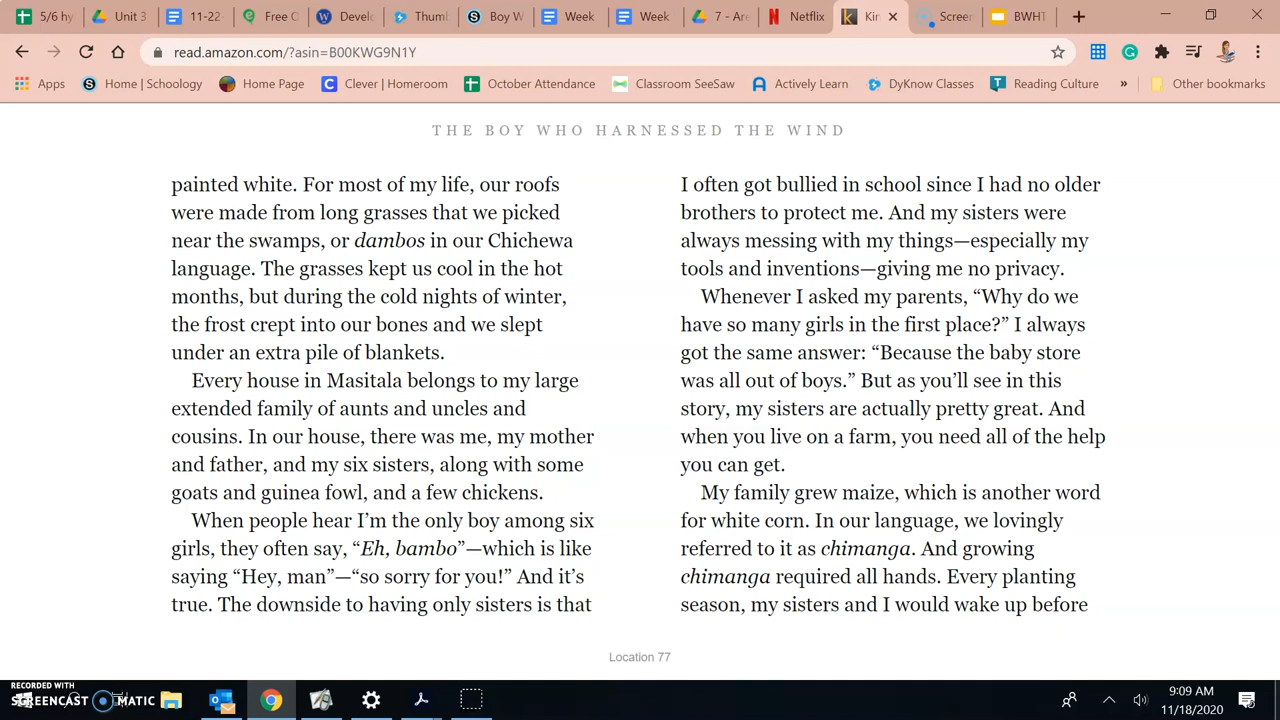 5/6 hy
Unit 3
11-22
Free
Develo
Thumb
Boy W
Week
Week
7 - Are
Netflix
Screer
BWHT
read.amazon.com/?asin=B00KWG9N1Y
Apps
Home | Schoology
Home Page
Clever | Homeroom
October Attendance
Classroom SeeSaw
Actively Learn
DyKnow Classes
Reading Culture
»
Other bookmarks
THE BOY WHO HARNESSED THE WIND
painted white. For most of my life, our roofs
were made from long grasses that we picked
near the swamps, or dambos in our Chichewa
language. The grasses kept us cool in the hot
months, but during the cold nights of winter,
the frost crept into our bones and we slept
under an extra pile of blankets.
Every house in Masitala belongs to my large
extended family of aunts and uncles and
cousins. In our house, there was me, my mother
and father, and my six sisters, along with some
goats and guinea fowl, and a few chickens.
When people hear I’m the only boy among six
girls, they often say, “Eh, bambo”—which is like
saying “Hey, man”—“so sorry for you!” And it’s
true. The downside to having only sisters is that
I often got bullied in school since I had no older
brothers to protect me. And my sisters were
always messing with my things—especially my
tools and inventions—giving me no privacy.
Whenever I asked my parents, “Why do we
have so many girls in the first place?” I always
got the same answer: “Because the baby store
was all out of boys.” But as you’ll see in this
story, my sisters are actually pretty great. And
when you live on a farm, you need all of the help
you can get.
My family grew maize, which is another word
for white corn. In our language, we lovingly
referred to it as chimanga. And growing
chimanga required all hands. Every planting
season, my sisters and I would wake up before
Location 77
RECORDED WITH
SCREENCAST MATIC
9:09 AM
11/18/2020